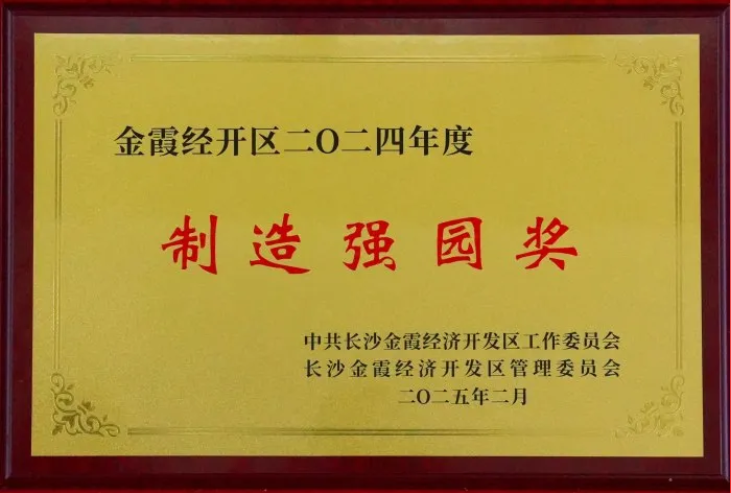 金霞经开区二〇二四年度
制造强园奖
中共长沙金霞经济开发区工作委员会
长沙金霞经济开发区管理委员会
二〇二五年二月